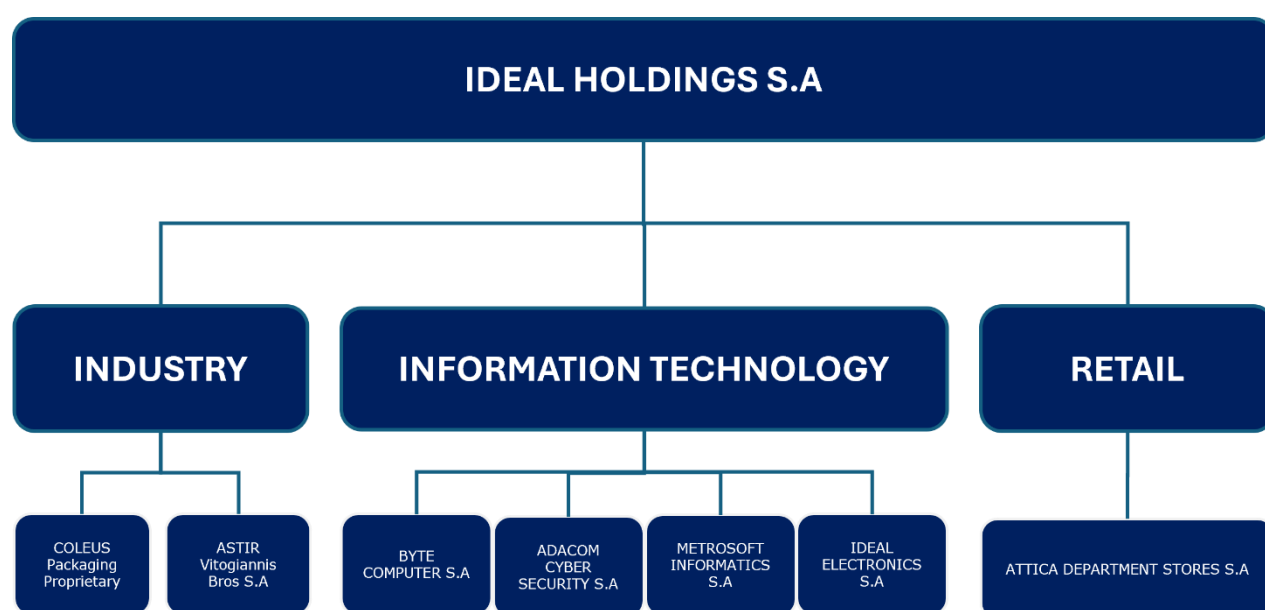 IDEAL HOLDINGS S.A
INDUSTRY
INFORMATION TECHNOLOGY
RETAIL
COLEUS
Packaging
Proprietary
ASTIR
Vitogiannis
Bros S.A
BYTE
COMPUTER S.A
ADACOM
CYBER
SECURITY S.A
METROSOFT
INFORMATICS
S.A
IDEAL
ELECTRONICS
S.A
ATTICA DEPARTMENT STORES S.A